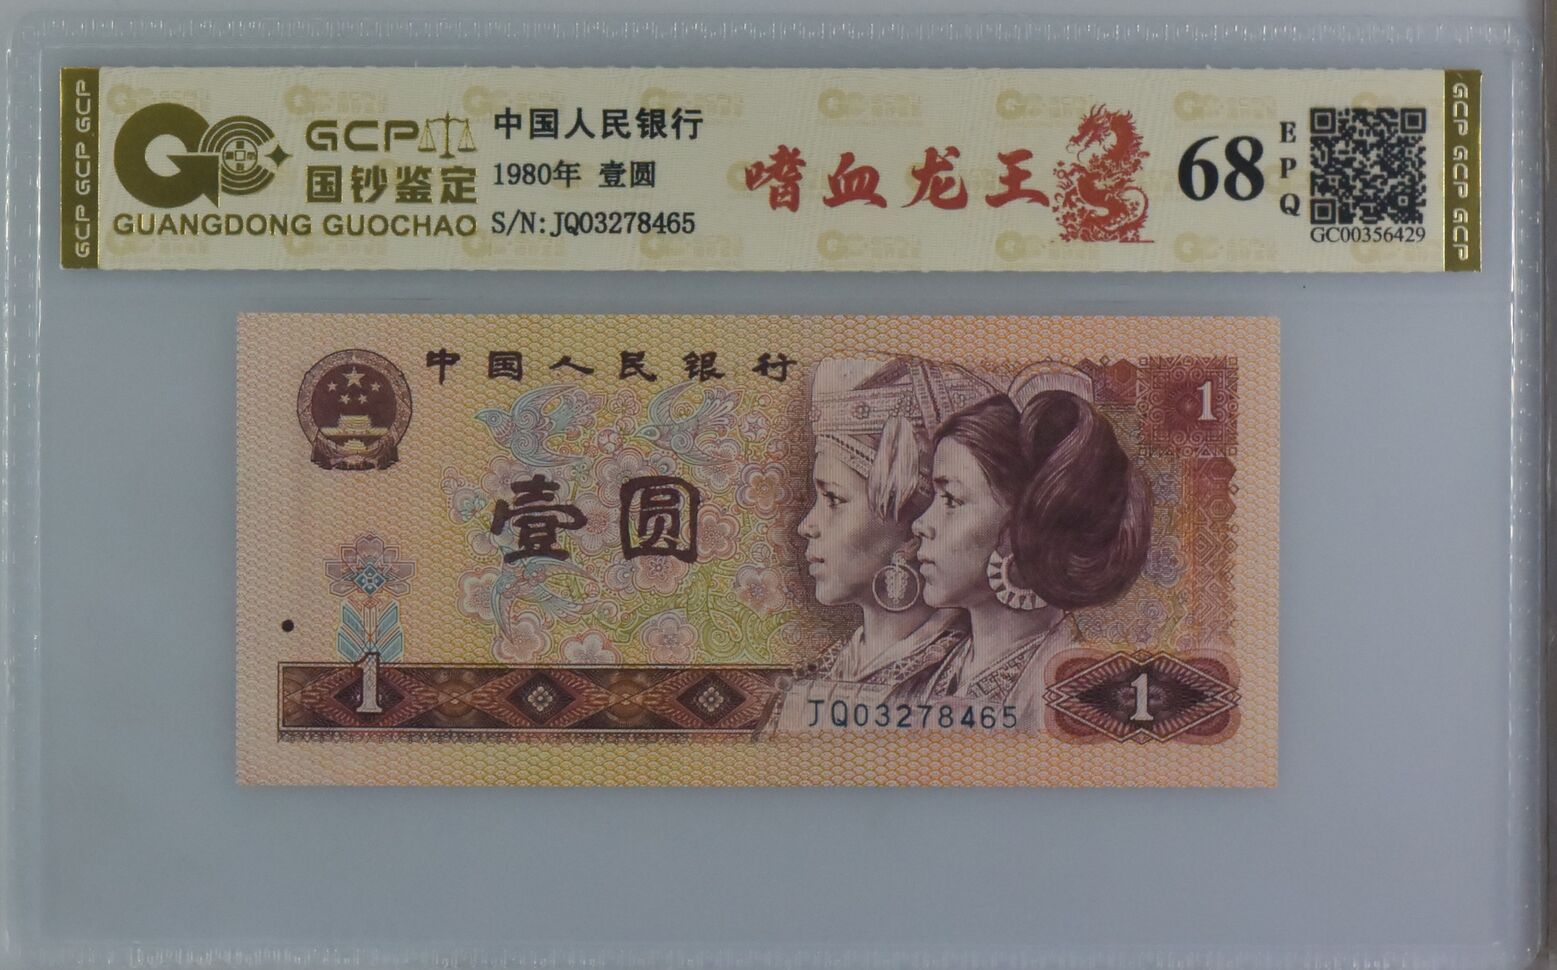 GCP GCP GCP
GCP
国钞鉴定
GUANGDONG GUOCHAO
中国人民银行
1980年 壹圆
S/N:JQ03278465
嗜血龙王
68
EPQ
GC00356429
GCP GCP GCP
中国人民银行
1
壹圆
1
JQ03278465
1